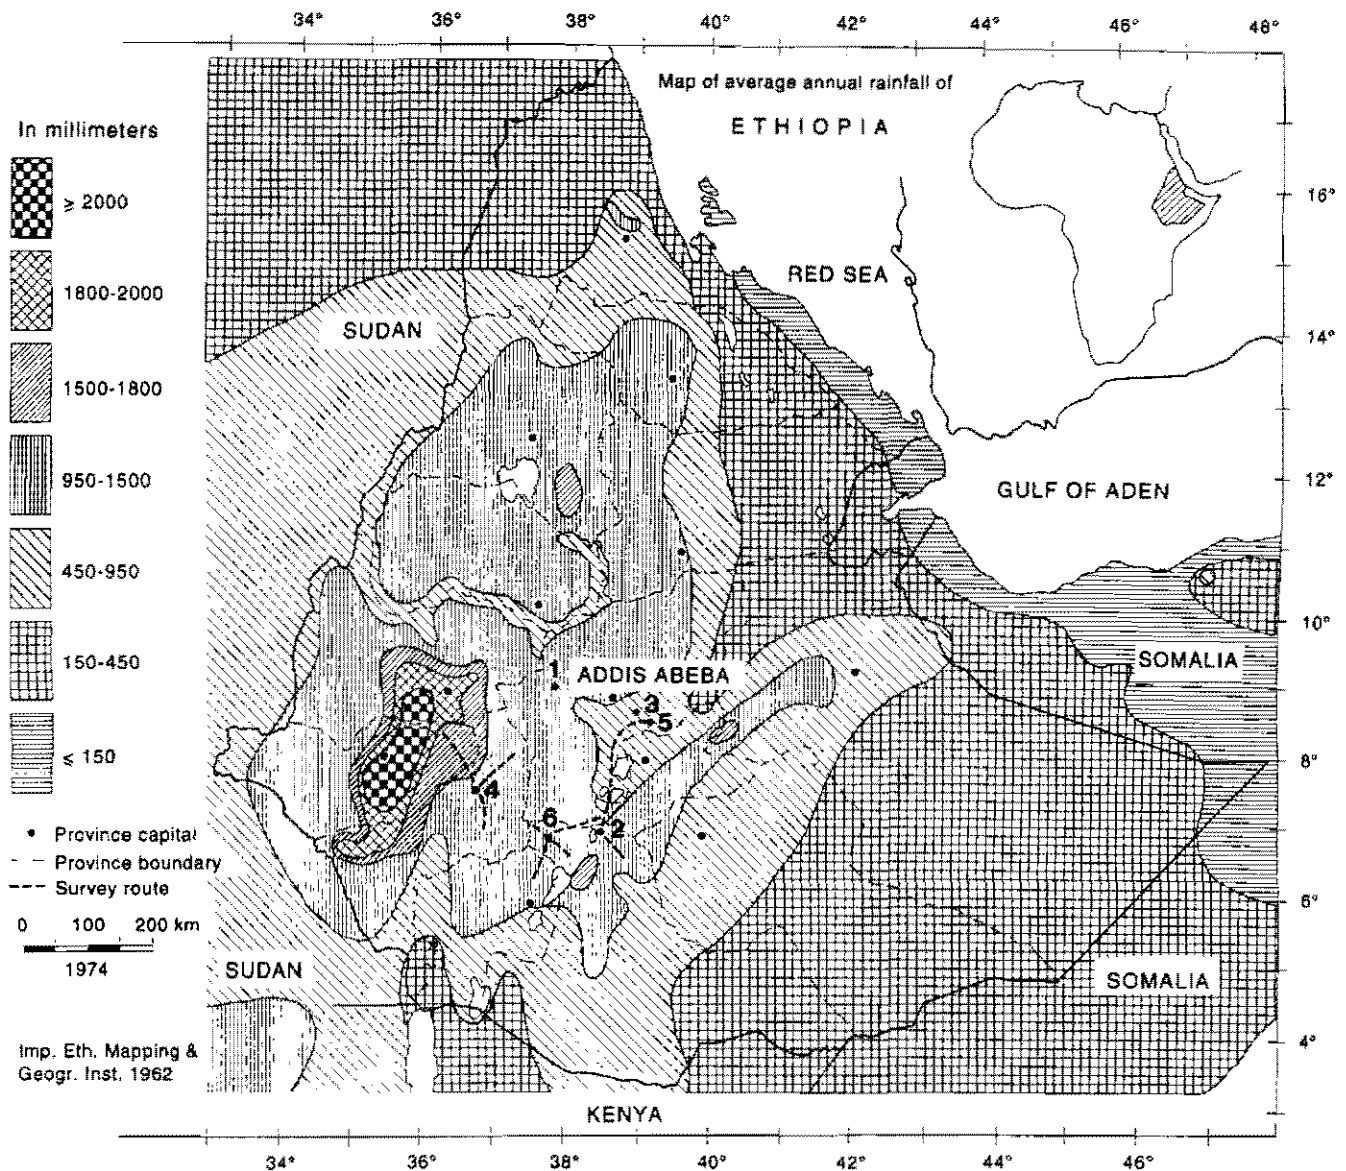 34° 36° 38° 40° 42° 44° 46° 48°
Map of average annual rainfall of
ETHIOPIA
In millimeters
⩾ 2000
1800-2000
1500-1800
950-1500
450-950
150-450
⩽ 150
• Province capital
Province boundary
Survey route
0 100 200 km
1974
Imp. Eth. Mapping &
Geogr. Inst. 1962
16°
RED SEA
SUDAN
14°
12°
GULF OF ADEN
10°
SOMALIA
ADDIS ABEBA
1
3
5
8°
4
6
2
6°
SUDAN
SOMALIA
4°
KENYA
34° 36° 38° 40° 42° 44° 46°